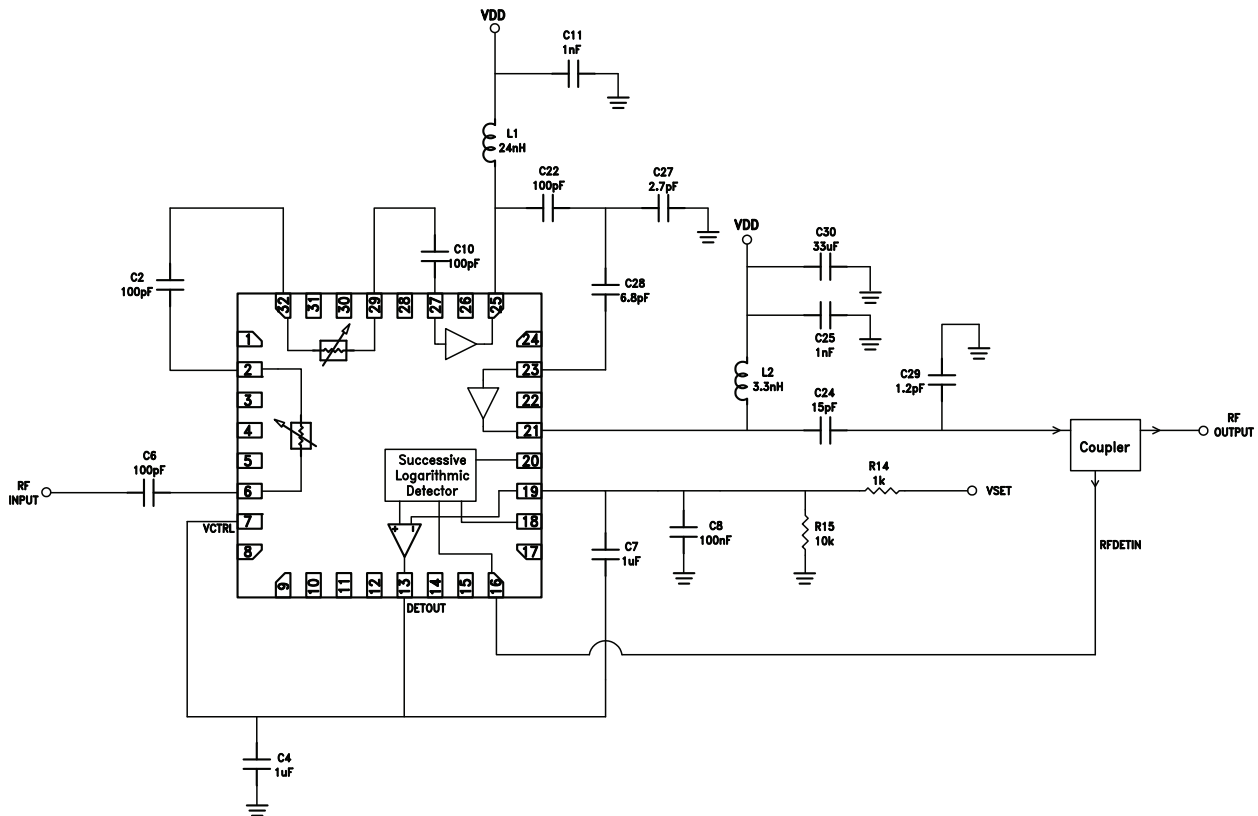 VDD
C11
1nF
L1
24nH
C22
100pF
C27
2.7pF
C10
100pF
C2
100pF
C28
6.8pF
VDD
C30
33uF
C25
1nF
L2
3.3nH
C24
15pF
C29
1.2pF
32
31
30
29
28
27
26
25
1
2
3
4
5
6
7
8
24
23
22
21
20
19
18
17
9
10
11
12
13
14
15
16
Successive
Logarithmic
Detector
+ −
C6
100pF
RF
INPUT
VCTRL
DETOUT
Coupler
RF
OUTPUT
R14
1k
VSET
C7
1uF
C8
100nF
R15
10k
RFDETIN
C4
1uF